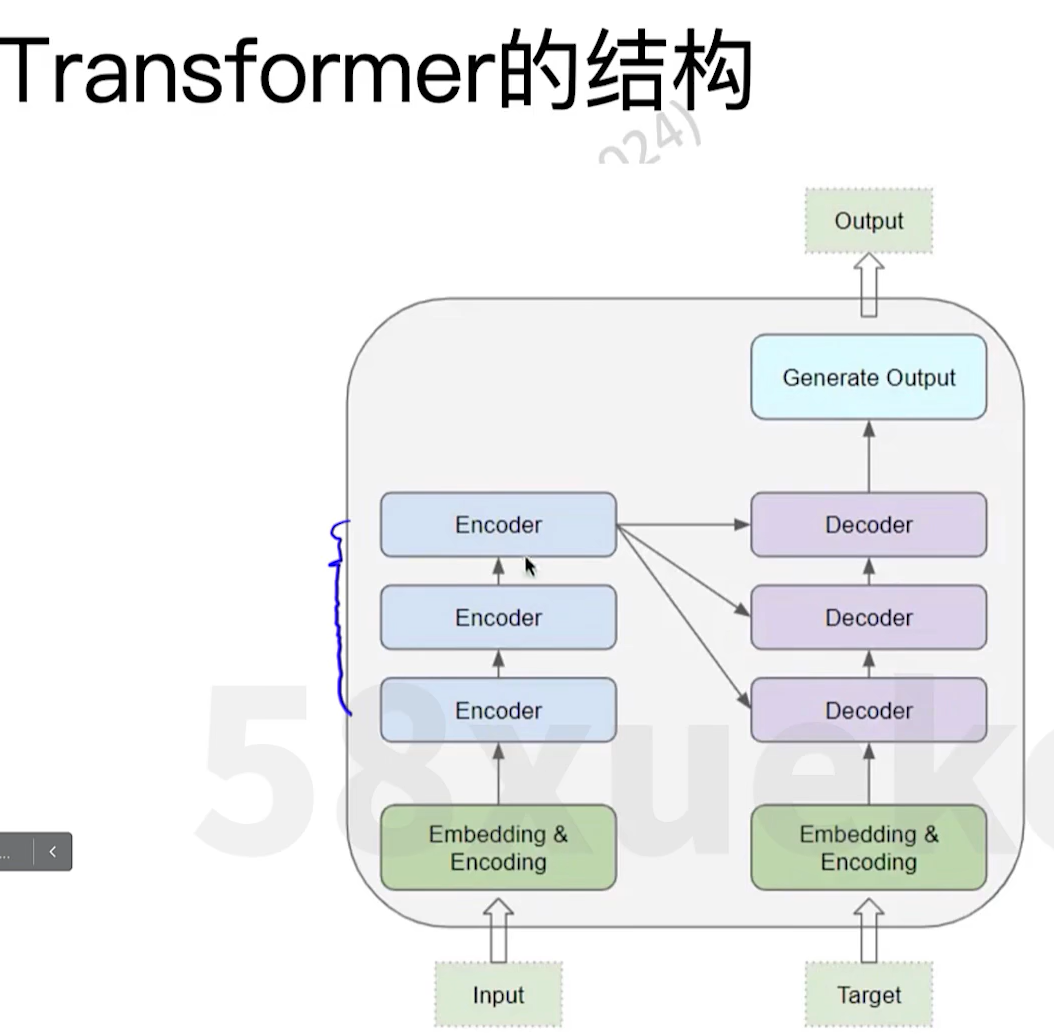 Transformer的结构
024)
Output
Generate Output
Encoder
Decoder
Encoder
Decoder
Encoder
Decoder
58xuek
Embedding &
Encoding
Embedding &
Encoding
Input
Target